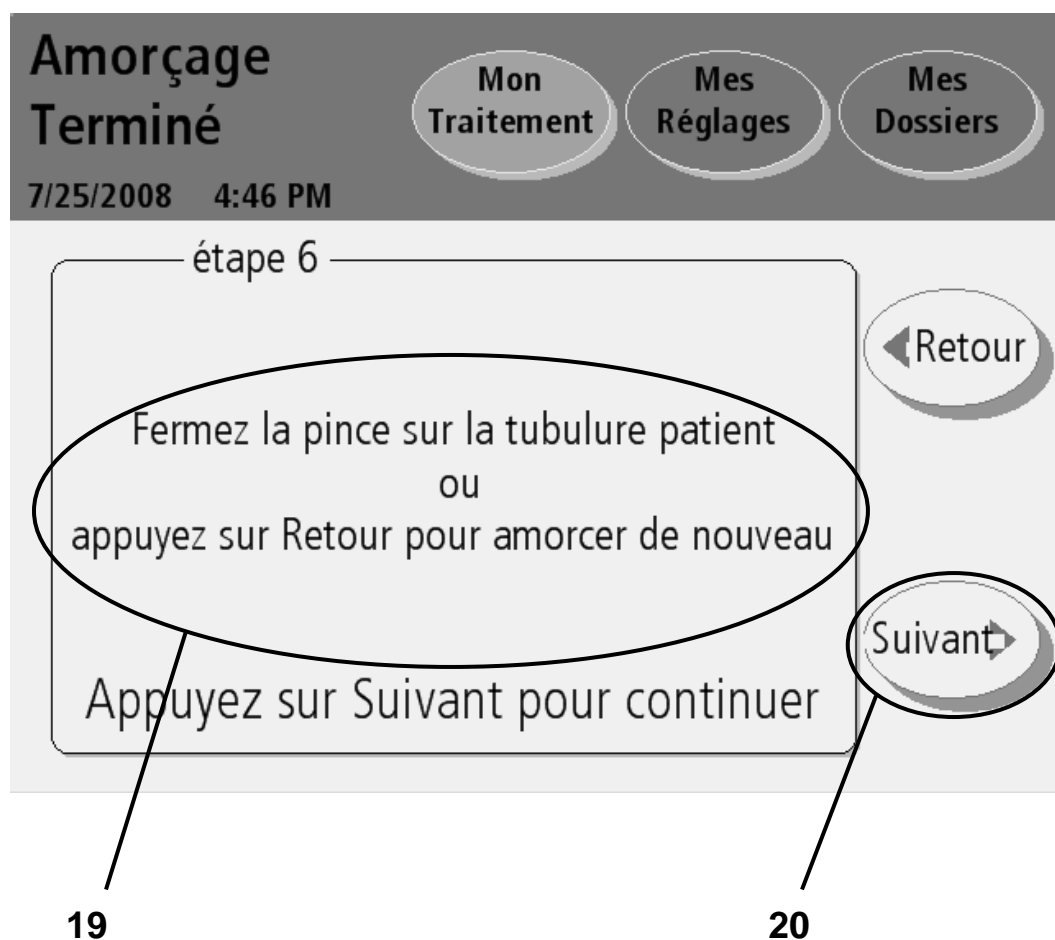 Amorçage
Terminé
7/25/2008 4:46 PM
Mon
Traitement
Mes
Réglages
Mes
Dossiers
étape 6
Fermez la pince sur la tubulure patient
ou
appuyez sur Retour pour amorcer de nouveau
Appuyez sur Suivant pour continuer
Retour
Suivant
19
20